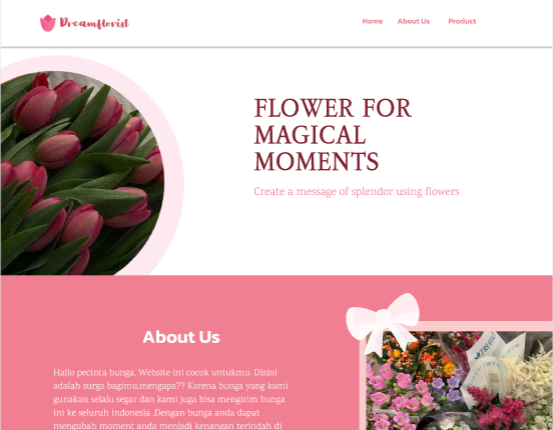 Dreamflorist
Home About Us Product
FLOWER FOR
MAGICAL
MOMENTS
Create a message of splendor using flowers
About Us
Hallo pecinta bunga, Website ini cocok untukmu. Disini
adalah surga bagimu,mengapa?? Karena bunga yang kami
gunakan selalu segar dan kami juga bisa mengirim bunga
ini ke seluruh indonesia .Dengan bunga anda dapat
mengubah moment anda menjadi kenangan terindah di